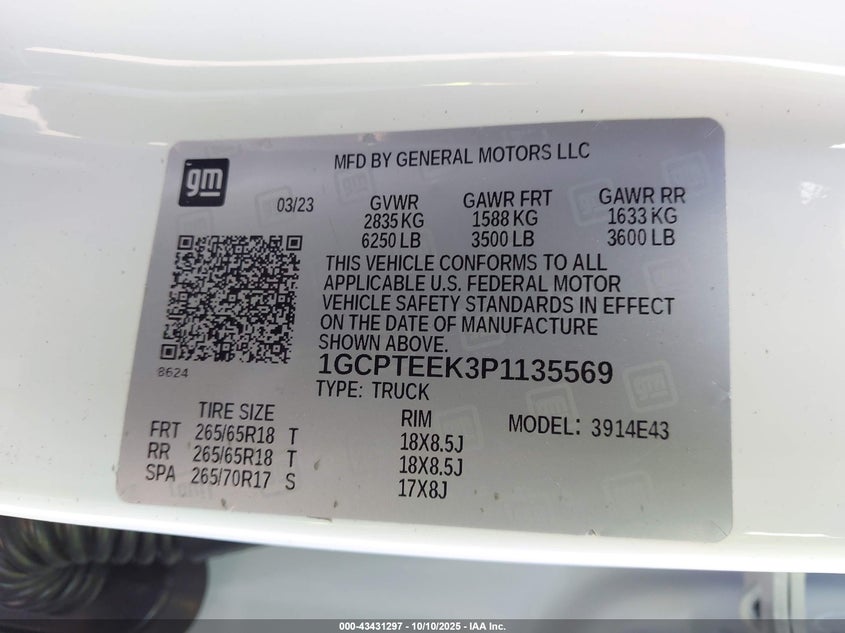 gm
MFD BY GENERAL MOTORS LLC
03/23
GVWR GAWR FRT GAWR RR
2835 KG 1588 KG 1633 KG
6250 LB 3500 LB 3600 LB
THIS VEHICLE CONFORMS TO ALL
APPLICABLE U.S. FEDERAL MOTOR
VEHICLE SAFETY STANDARDS IN EFFECT
ON THE DATE OF MANUFACTURE
SHOWN ABOVE.
8624
1GCPTEEK3P1135569
TYPE: TRUCK
TIRE SIZE RIM MODEL: 3914E43
FRT 265/65R18 T 18X8.5J
RR 265/65R18 T 18X8.5J
SPA 265/70R17 S 17X8J
000-43431297 - 10/10/2025 - IAA Inc.